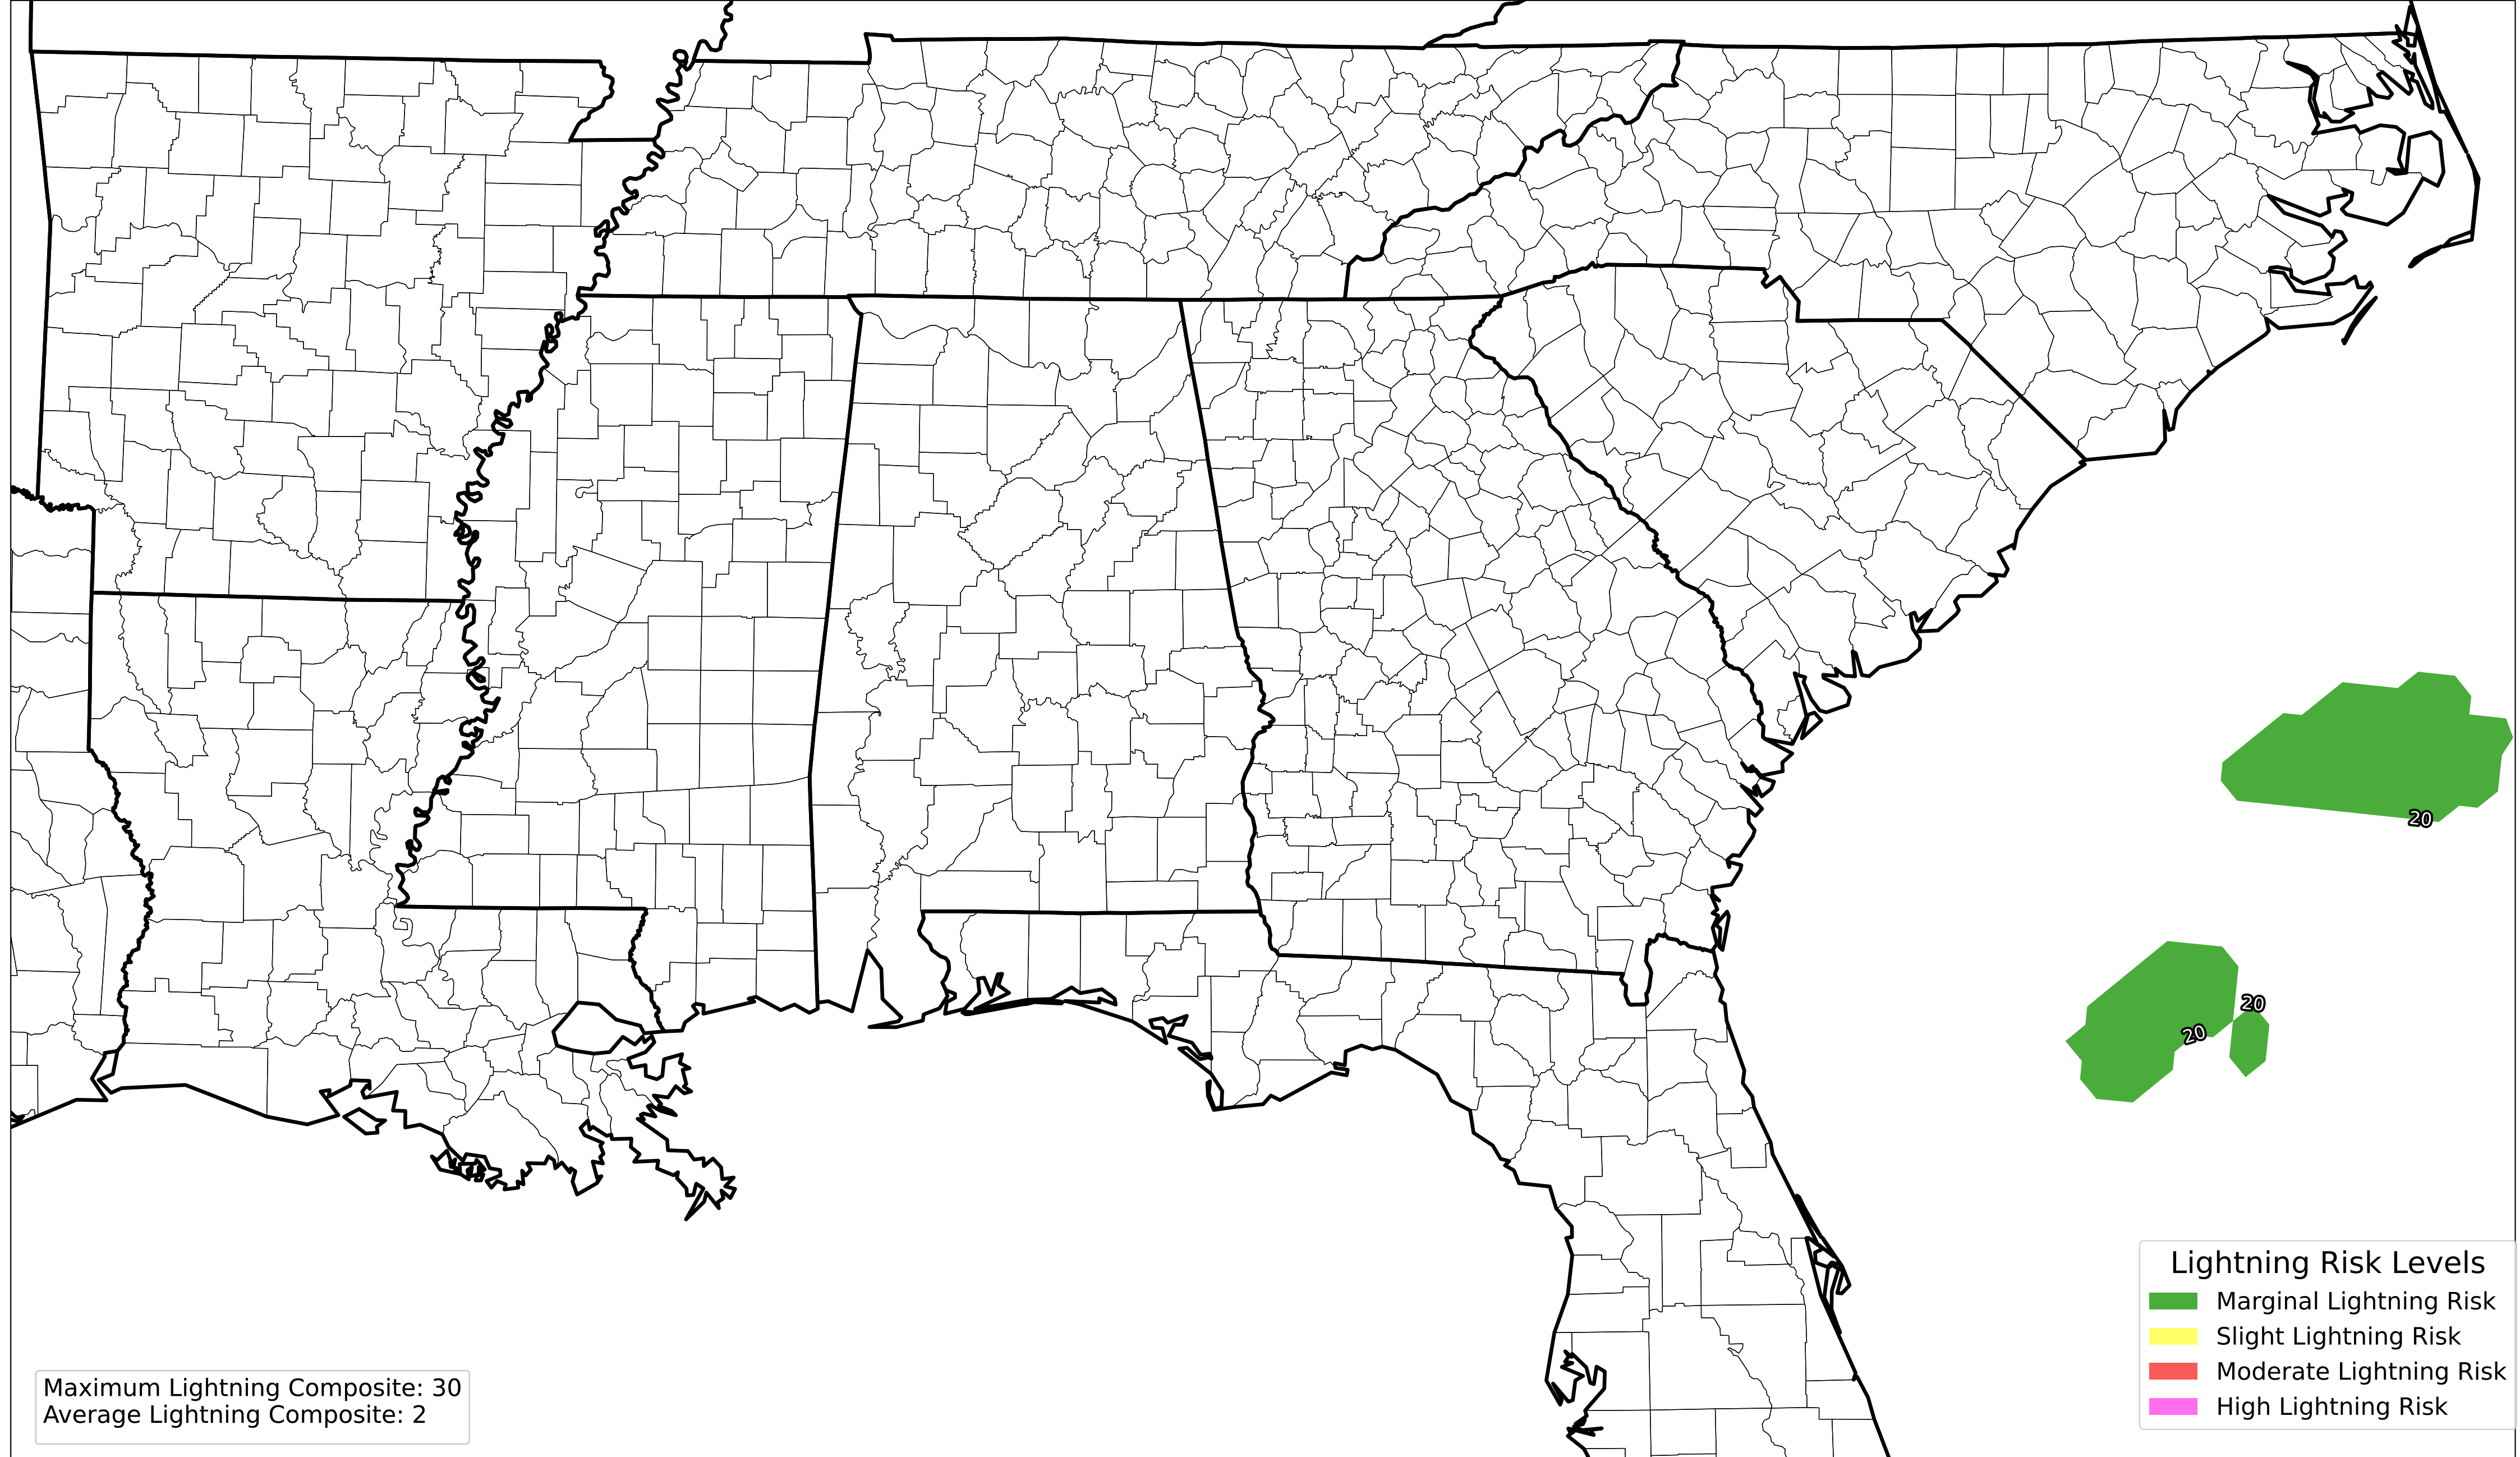 20
20
20
Lightning Risk Levels
Marginal Lightning Risk
Slight Lightning Risk
Moderate Lightning Risk
High Lightning Risk
Maximum Lightning Composite: 30
Average Lightning Composite: 2